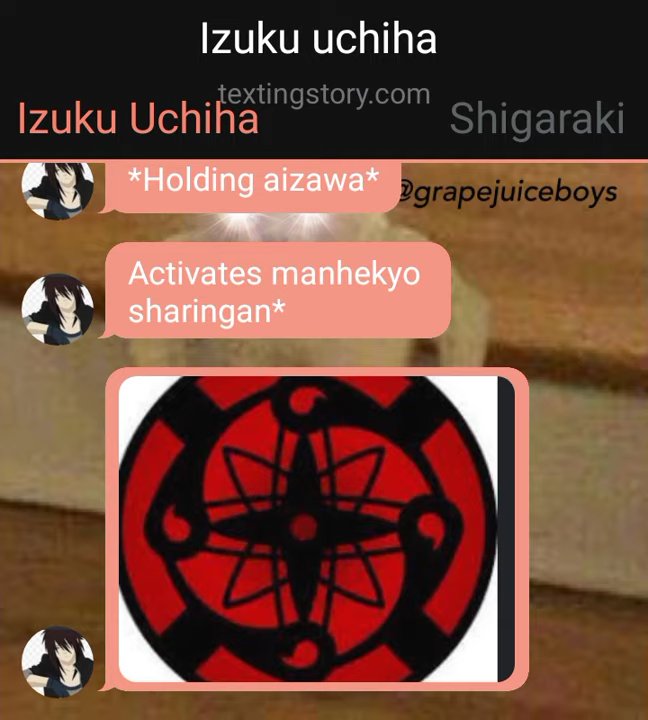 Izuku uchiha
textingstory.com
Izuku Uchiha
Shigaraki
*Holding aizawa*
@grapejuiceboys
Activates manhekyo
sharingan*